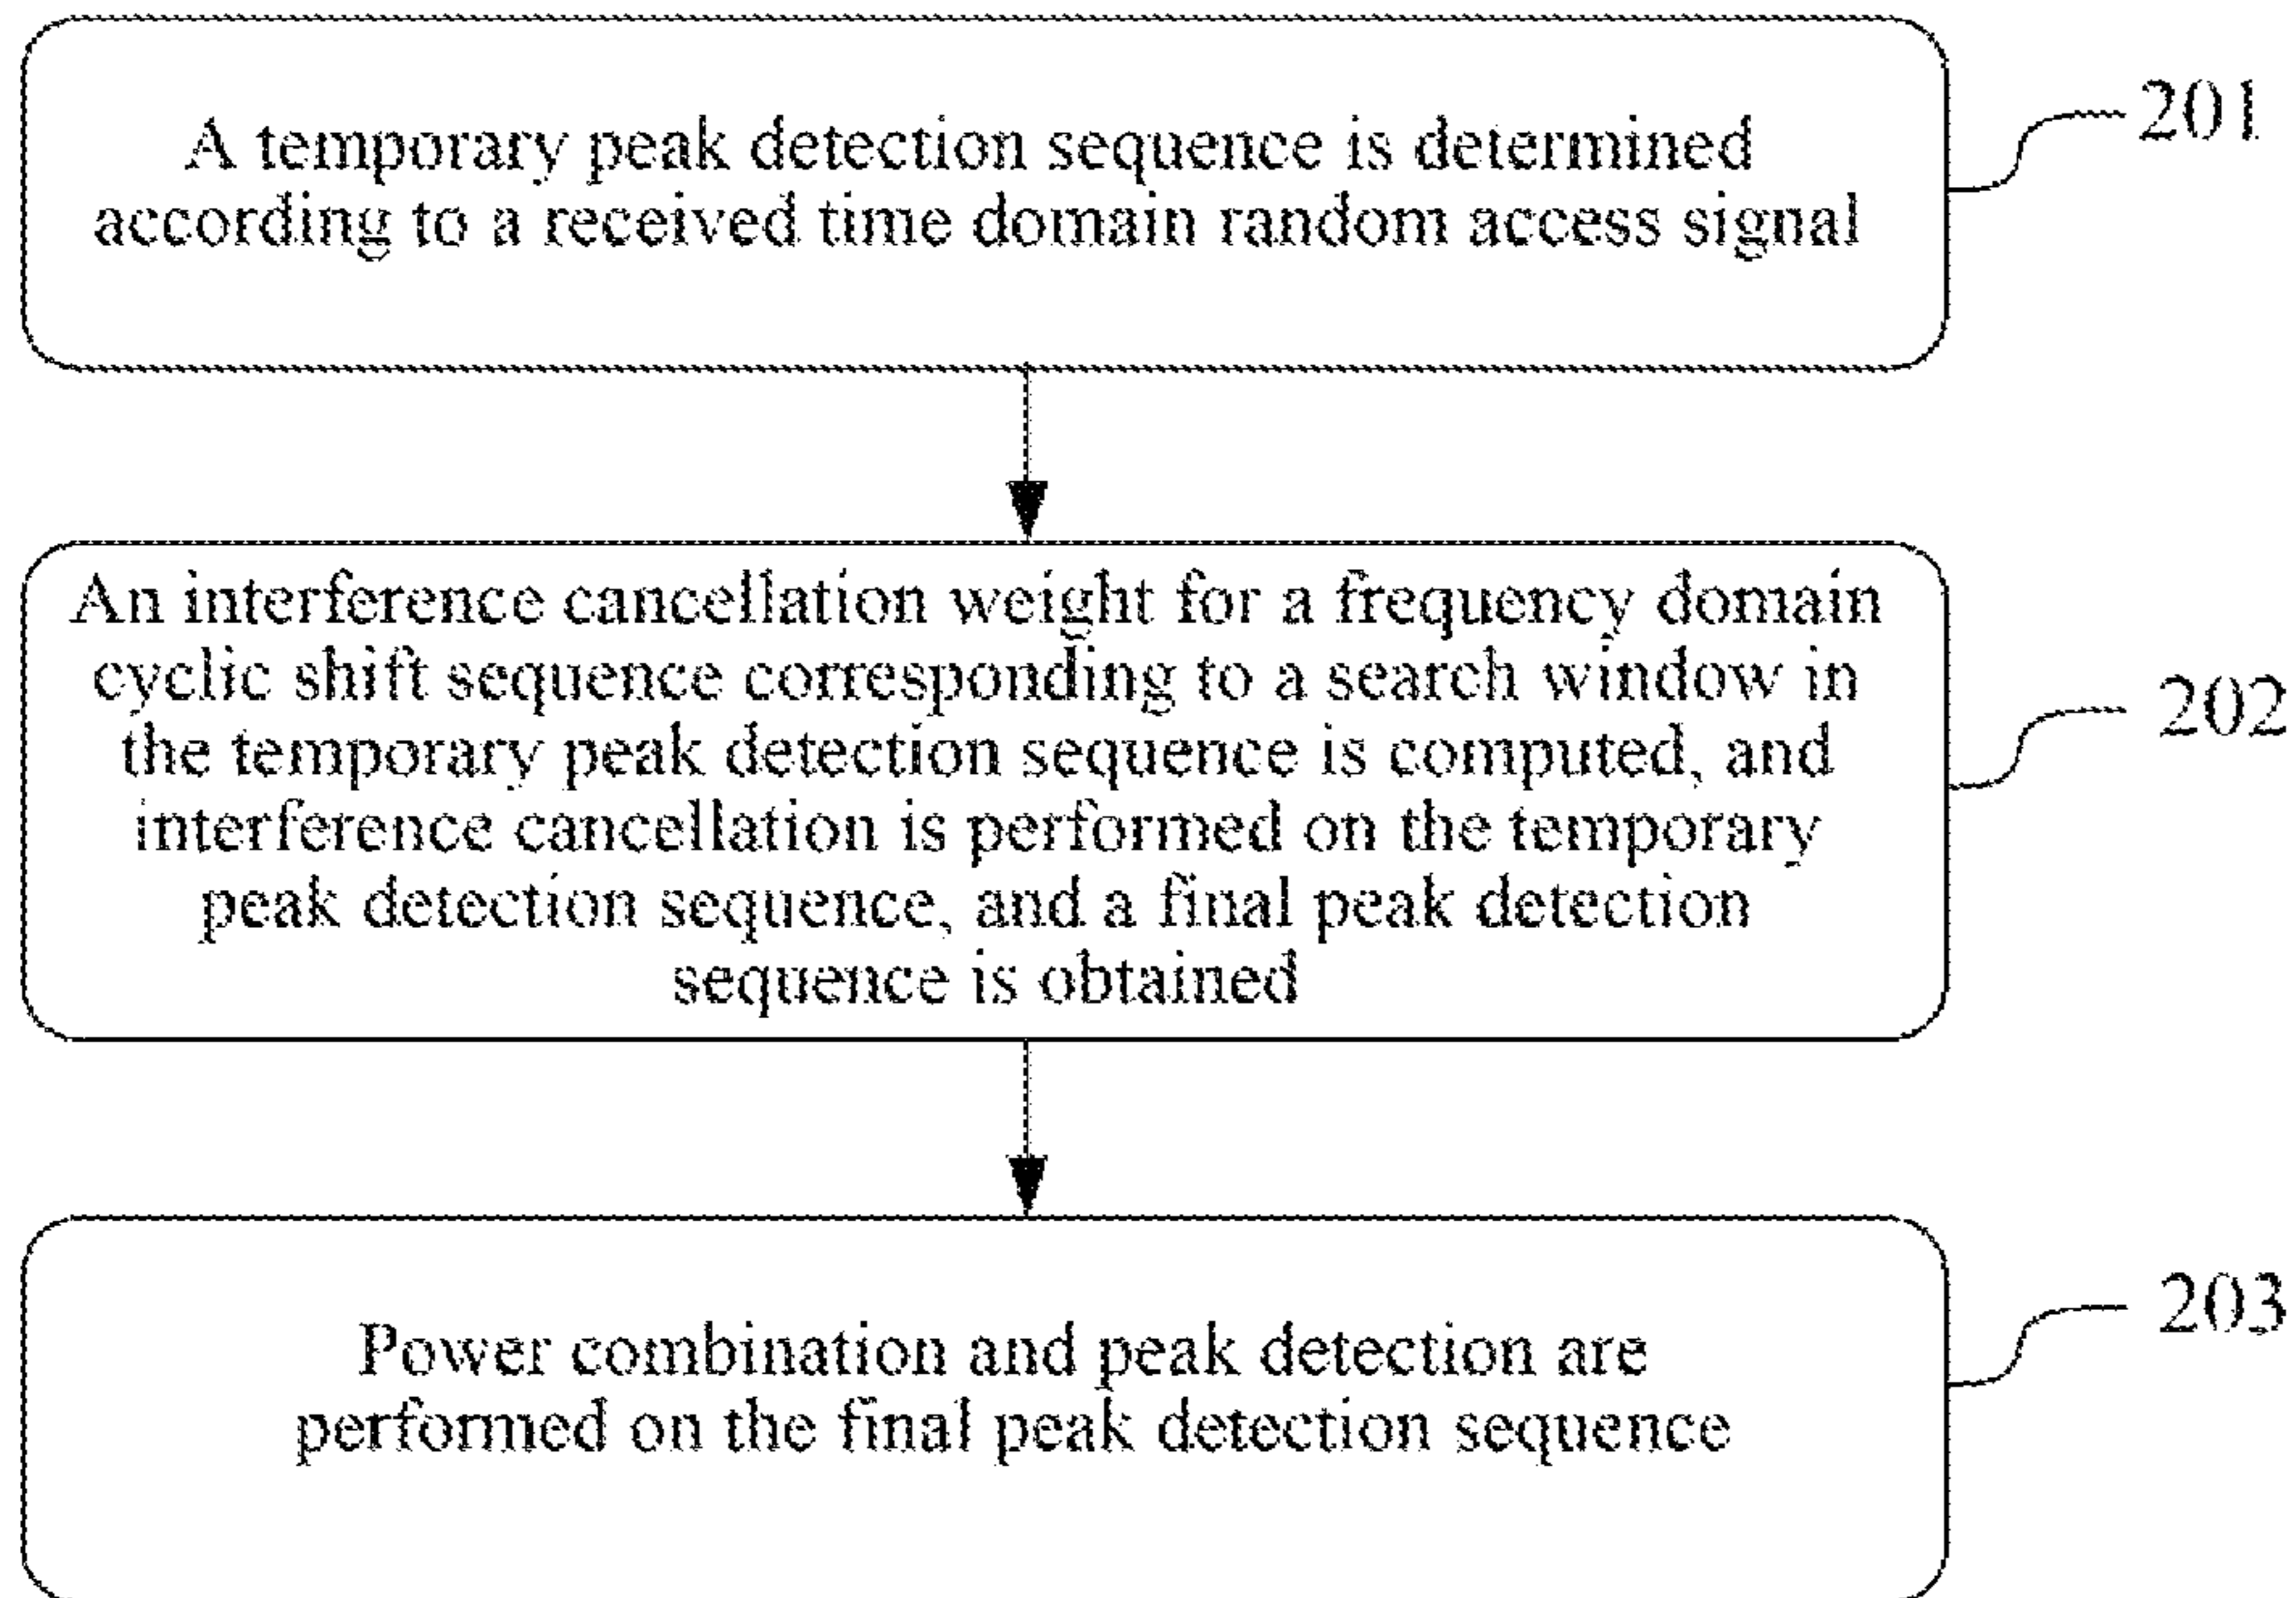 A temporary peak detection sequence is determined
according to a received time domain random access signal
201
An interference cancellation weight for a frequency domain
cyclic shift sequence corresponding to a search window in
the temporary peak detection sequence is computed, and
interference cancellation is performed on the temporary
peak detection sequence, and a final peak detection
sequence is obtained
202
Power combination and peak detection are
performed on the final peak detection sequence
203